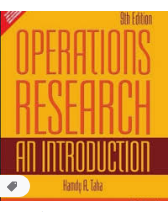 9th Edition
OPERATIONS
RESEARCH
AN INTRODUCTION
Hamdy A. Taha